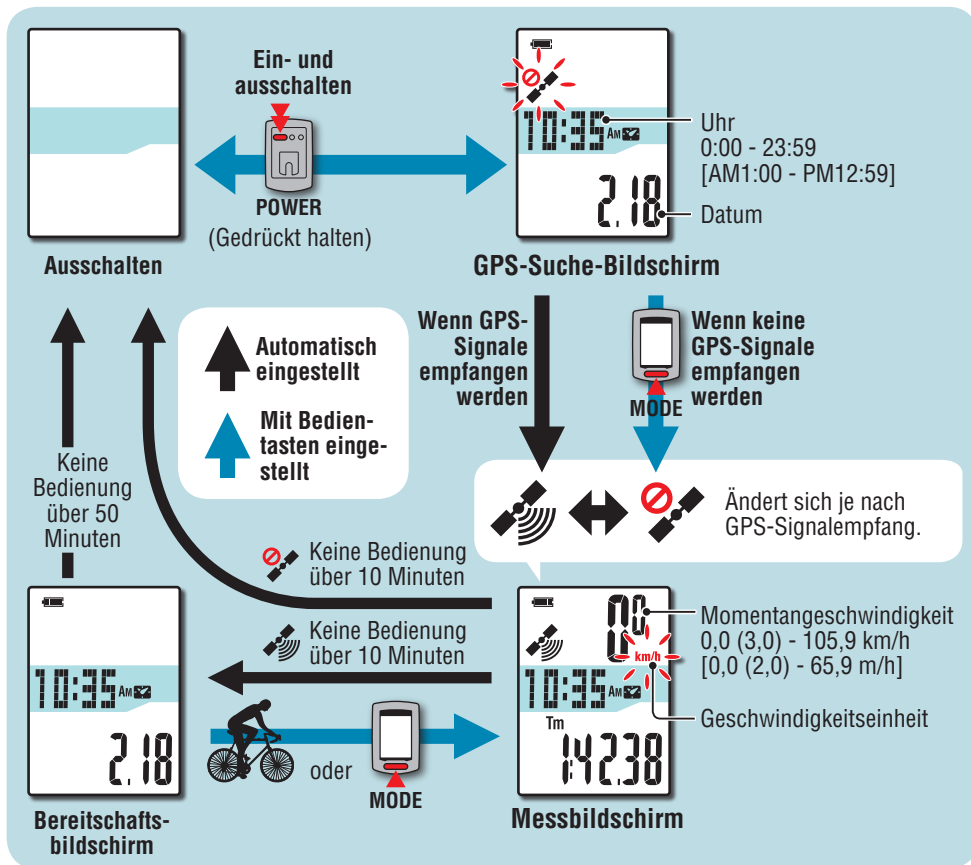 Ein- und
ausschalten
POWER
(Gedrückt halten)
Ausschalten
10:35 AM
2.18
Uhr
0:00 - 23:59
[AM1:00 - PM12:59]
Datum
GPS-Suche-Bildschirm
Automatisch
eingestellt
Mit Bedien-
tasten einge-
stellt
Wenn GPS-
Signale
empfangen
werden
Wenn keine
GPS-Signale
empfangen
werden
MODE
Ändert sich je nach
GPS-Signalempfang.
Keine
Bedienung
über 50
Minuten
Keine Bedienung
über 10 Minuten
Keine Bedienung
über 10 Minuten
10:35 AM
2.18
Bereitschafts-
bildschirm
oder
MODE
0.0
km/h
10:35 AM
Tm
1:42.38
Messbildschirm
Momentangeschwindigkeit
0,0 (3,0) - 105,9 km/h
[0,0 (2,0) - 65,9 m/h]
Geschwindigkeitseinheit